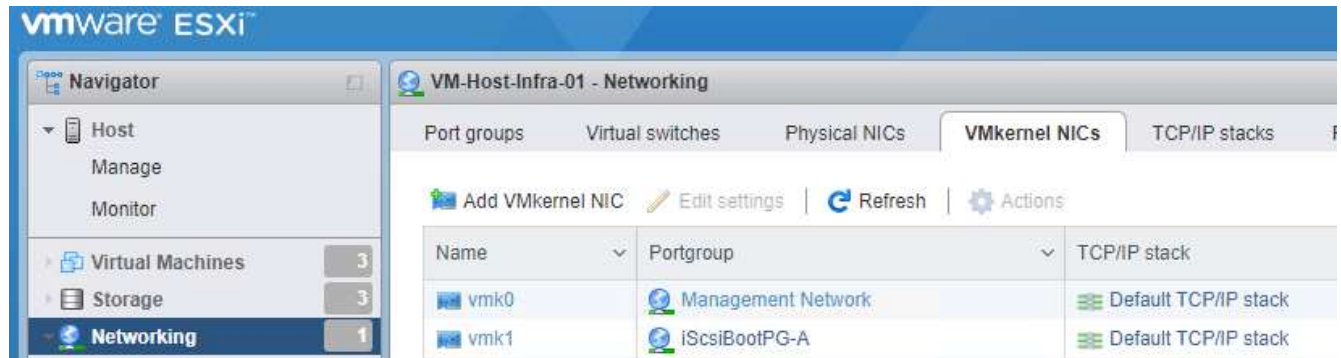 vmware ESXi™
Navigator
VM-Host-Infra-01 - Networking
Host
Manage
Monitor
Virtual Machines 3
Storage 3
Networking 1
Port groups Virtual switches Physical NICs VMkernel NICs TCP/IP stacks
Add VMkernel NIC Edit settings Refresh Actions
Name Portgroup TCP/IP stack
vmk0 Management Network Default TCP/IP stack
vmk1 iScsiBootPG-A Default TCP/IP stack